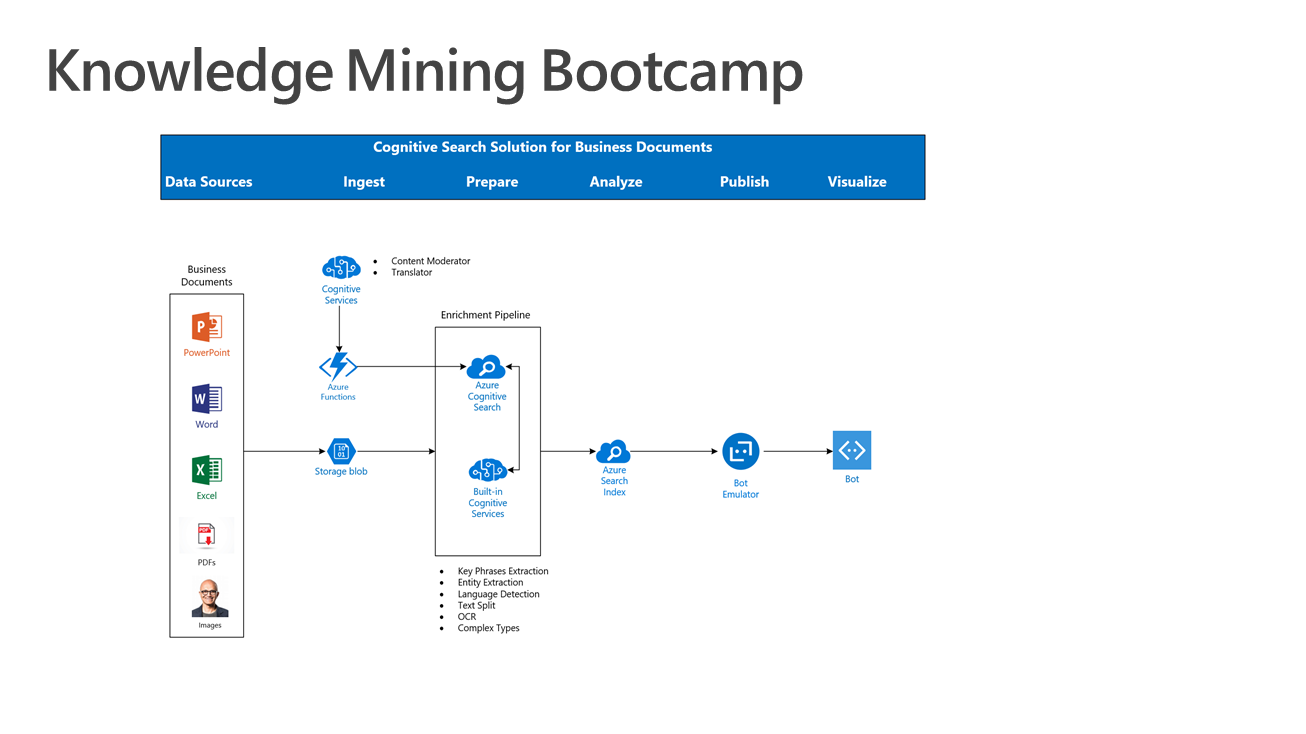 Knowledge Mining Bootcamp
Cognitive Search Solution for Business Documents
Data Sources Ingest Prepare Analyze Publish Visualize
Business
Documents
PowerPoint
Word
Excel
PDF
PDFs
Images
Cognitive
Services
• Content Moderator
• Translator
Azure
Functions
Storage blob
10
01
Enrichment Pipeline
Azure
Cognitive
Search
Built-in
Cognitive
Services
• Key Phrases Extraction
• Entity Extraction
• Language Detection
• Text Split
• OCR
• Complex Types
Azure
Search
Index
Bot
Emulator
Bot